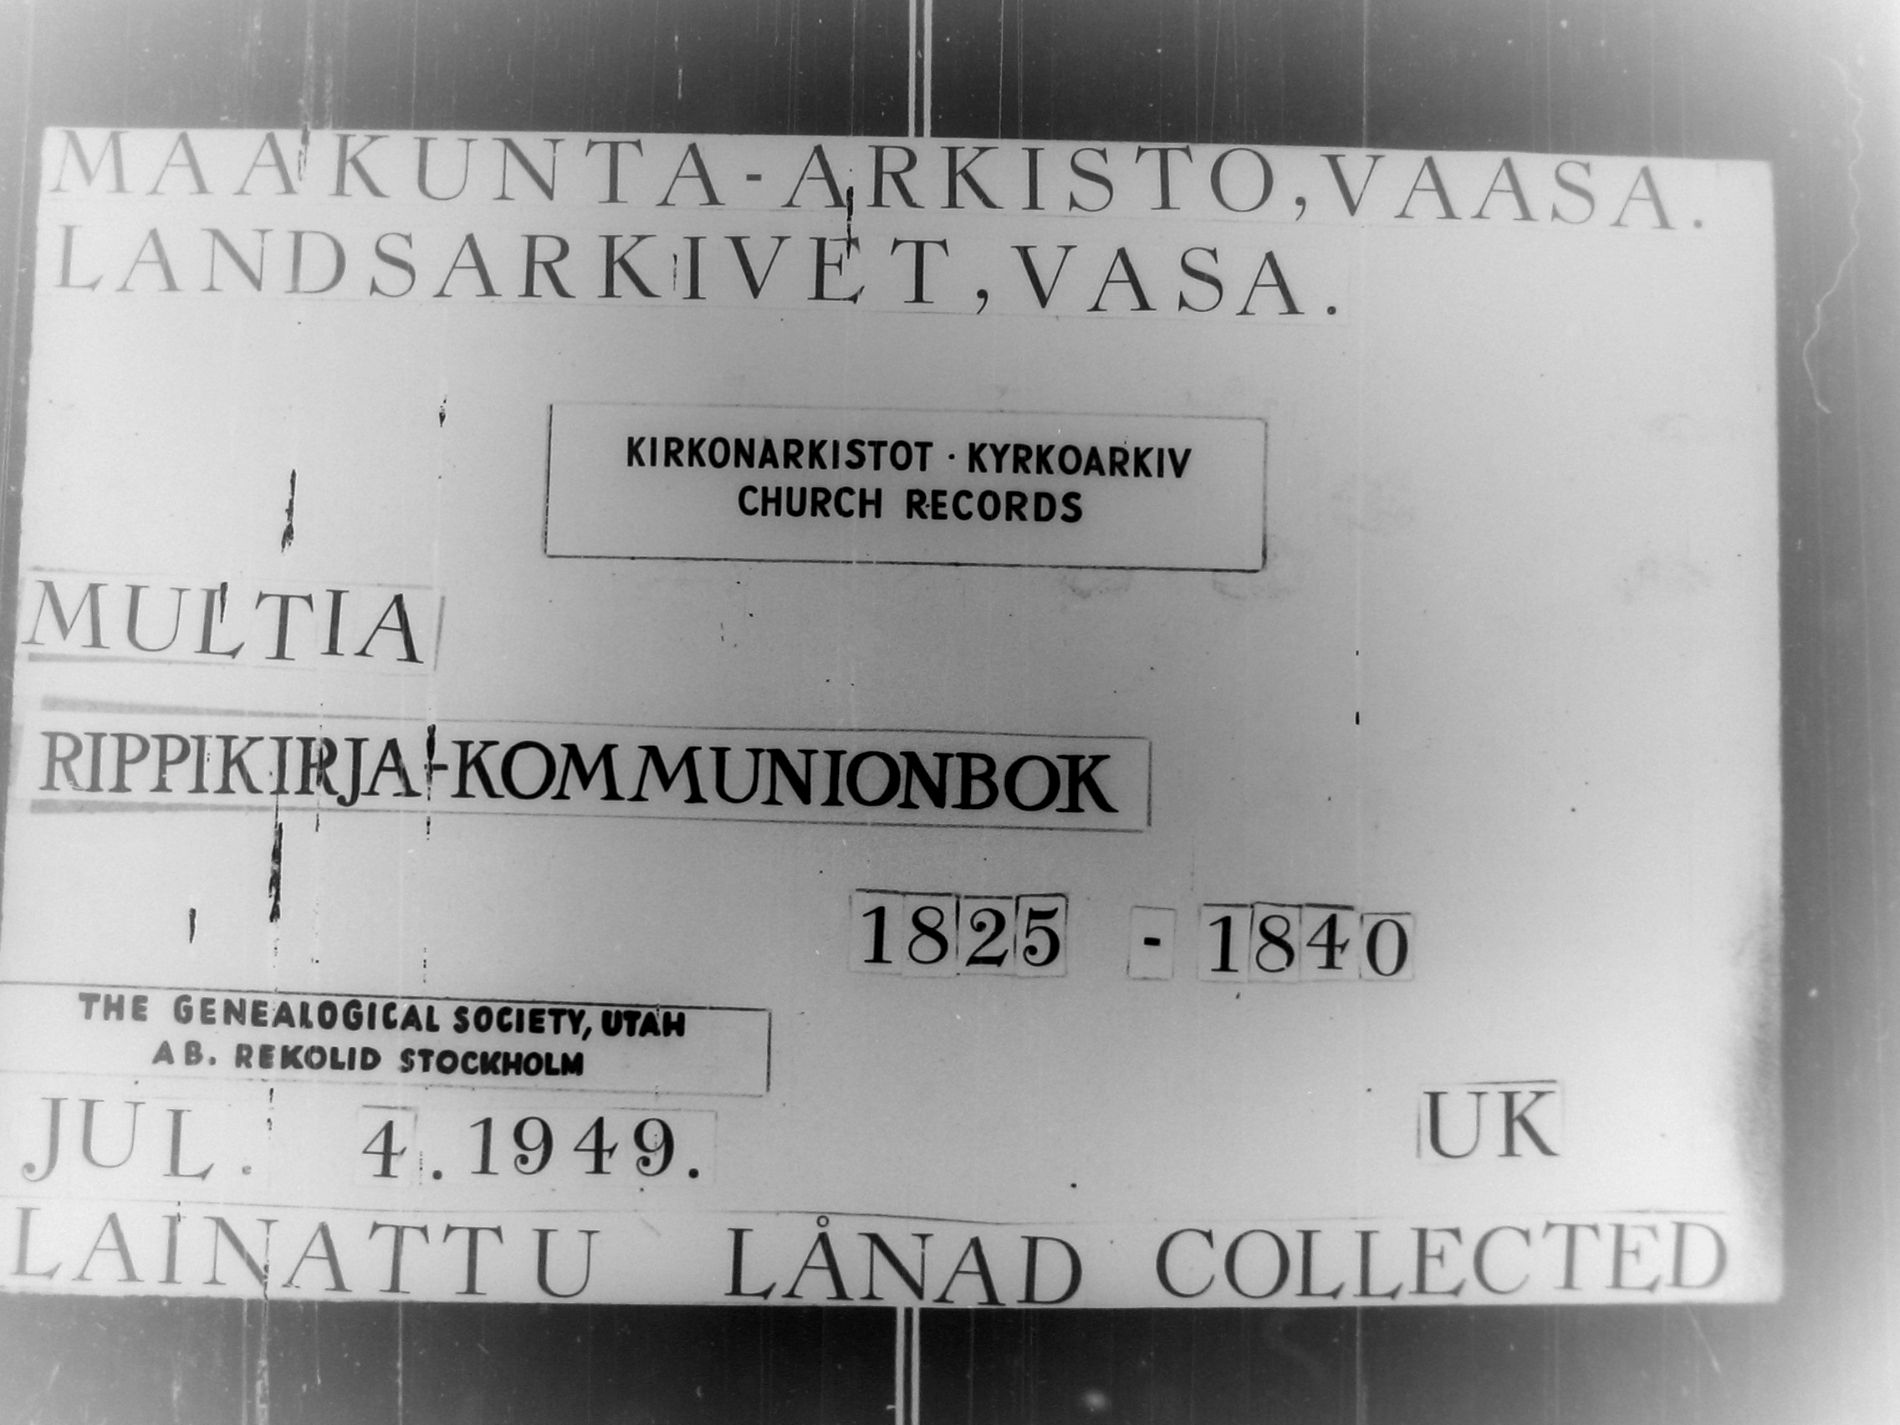 MAAKUNTA-ARKISTO,VAASA.
LANDSARKIVET,VASA.
KIRKONARKISTOT · KYRKOARKIV
CHURCH RECORDS
MULTIA
RIPPIKIRJA-KOMMUNIONBOK
1825 - 1840
THE GENEALOGICAL SOCIETY, UTAH
AB. REKOLID STOCKHOLM
JUL. 4.1949.
UK
LAINATTU LÅNAD COLLECTED